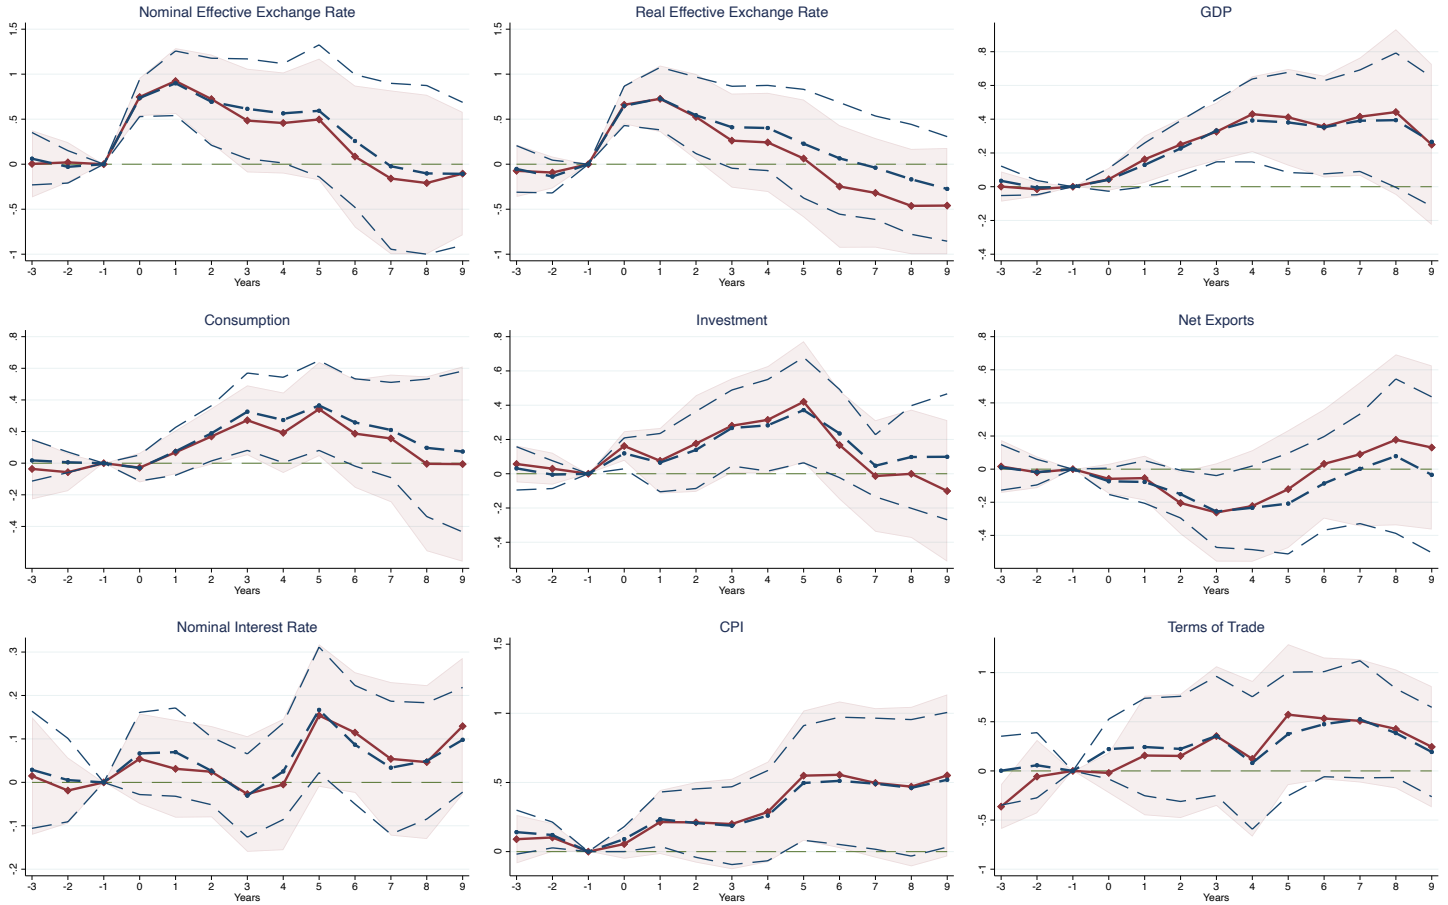 Nominal Effective Exchange Rate
1.5
1
.5
0
-.5
-1
-3 -2 -1 0 1 2 3 4 5 6 7 8 9
Years
Real Effective Exchange Rate
1.5
1
.5
0
-.5
-1
-3 -2 -1 0 1 2 3 4 5 6 7 8 9
Years
GDP
.8
.6
.4
.2
0
-.2
-.4
-3 -2 -1 0 1 2 3 4 5 6 7 8 9
Years
Consumption
.8
.6
.4
.2
0
-.2
-.4
-3 -2 -1 0 1 2 3 4 5 6 7 8 9
Years
Investment
.8
.6
.4
.2
0
-.2
-.4
-3 -2 -1 0 1 2 3 4 5 6 7 8 9
Years
Net Exports
.8
.6
.4
.2
0
-.2
-.4
-3 -2 -1 0 1 2 3 4 5 6 7 8 9
Years
Nominal Interest Rate
.3
.2
.1
0
-.1
-.2
-3 -2 -1 0 1 2 3 4 5 6 7 8 9
Years
CPI
1.5
1
.5
0
-3 -2 -1 0 1 2 3 4 5 6 7 8 9
Years
Terms of Trade
1
.5
0
-.5
-1
-3 -2 -1 0 1 2 3 4 5 6 7 8 9
Years